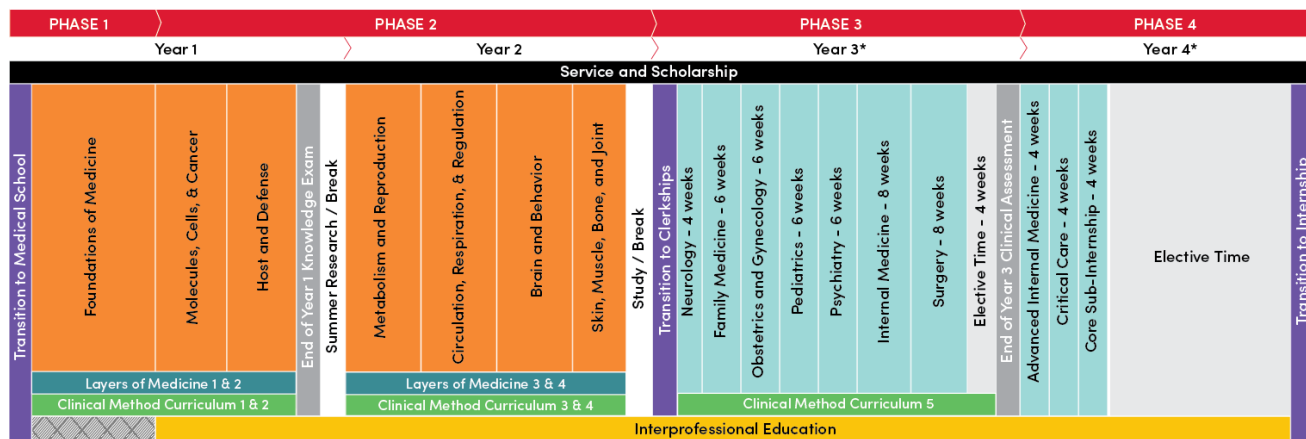 PHASE 1
PHASE 2
PHASE 3
PHASE 4
Year 1
Year 2
Year 3*
Year 4*
Service and Scholarship
Transition to Medical School
Foundations of Medicine
Molecules, Cells, & Cancer
Host and Defense
End of Year 1 Knowledge Exam
Summer Research / Break
Metabolism and Reproduction
Circulation, Respiration, & Regulation
Brain and Behavior
Skin, Muscle, Bone, and Joint
Study / Break
Transition to Clerkships
Neurology - 4 weeks
Family Medicine - 6 weeks
Obstetrics and Gynecology - 6 weeks
Pediatrics - 6 weeks
Psychiatry - 6 weeks
Internal Medicine - 8 weeks
Surgery - 8 weeks
Elective Time - 4 weeks
End of Year 3 Clinical Assessment
Advanced Internal Medicine - 4 weeks
Critical Care - 4 weeks
Core Sub-Internship - 4 weeks
Elective Time
Transition to Internship
Layers of Medicine 1 & 2
Layers of Medicine 3 & 4
Clinical Method Curriculum 1 & 2
Clinical Method Curriculum 3 & 4
Clinical Method Curriculum 5
Interprofessional Education